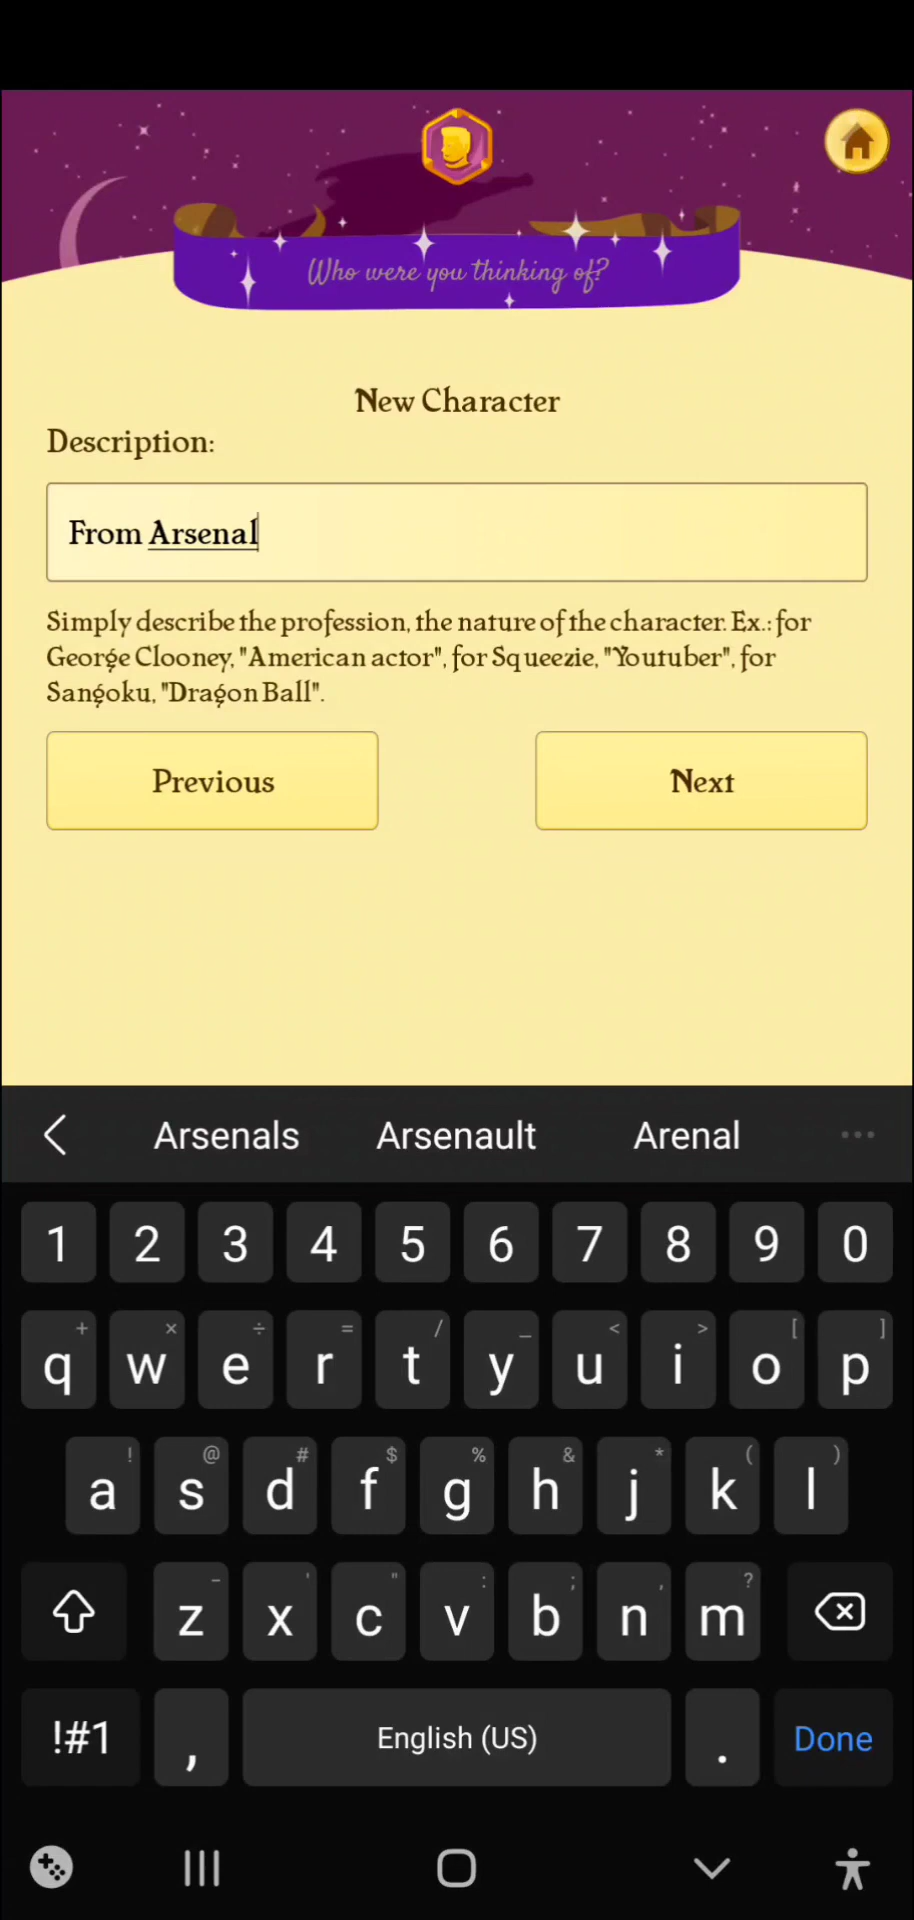 Who were you thinking of?
New Character
Description:
From Arsenal
Simply describe the profession, the nature of the character. Ex.: for
George Clooney, "American actor", for Squeezie, "Youtuber", for
Sangoku, "Dragon Ball".
Previous Next
Arsenals Arsenault Arenal ...
1 2 3 4 5 6 7 8 9 0
+ × ÷ = / _ < > [ ]
q w e r t y u i o p
! @ # $ % & * ( )
a s d f g h j k l
- ' " : ; , ?
z x c v b n m
!#1 , English (US) . Done